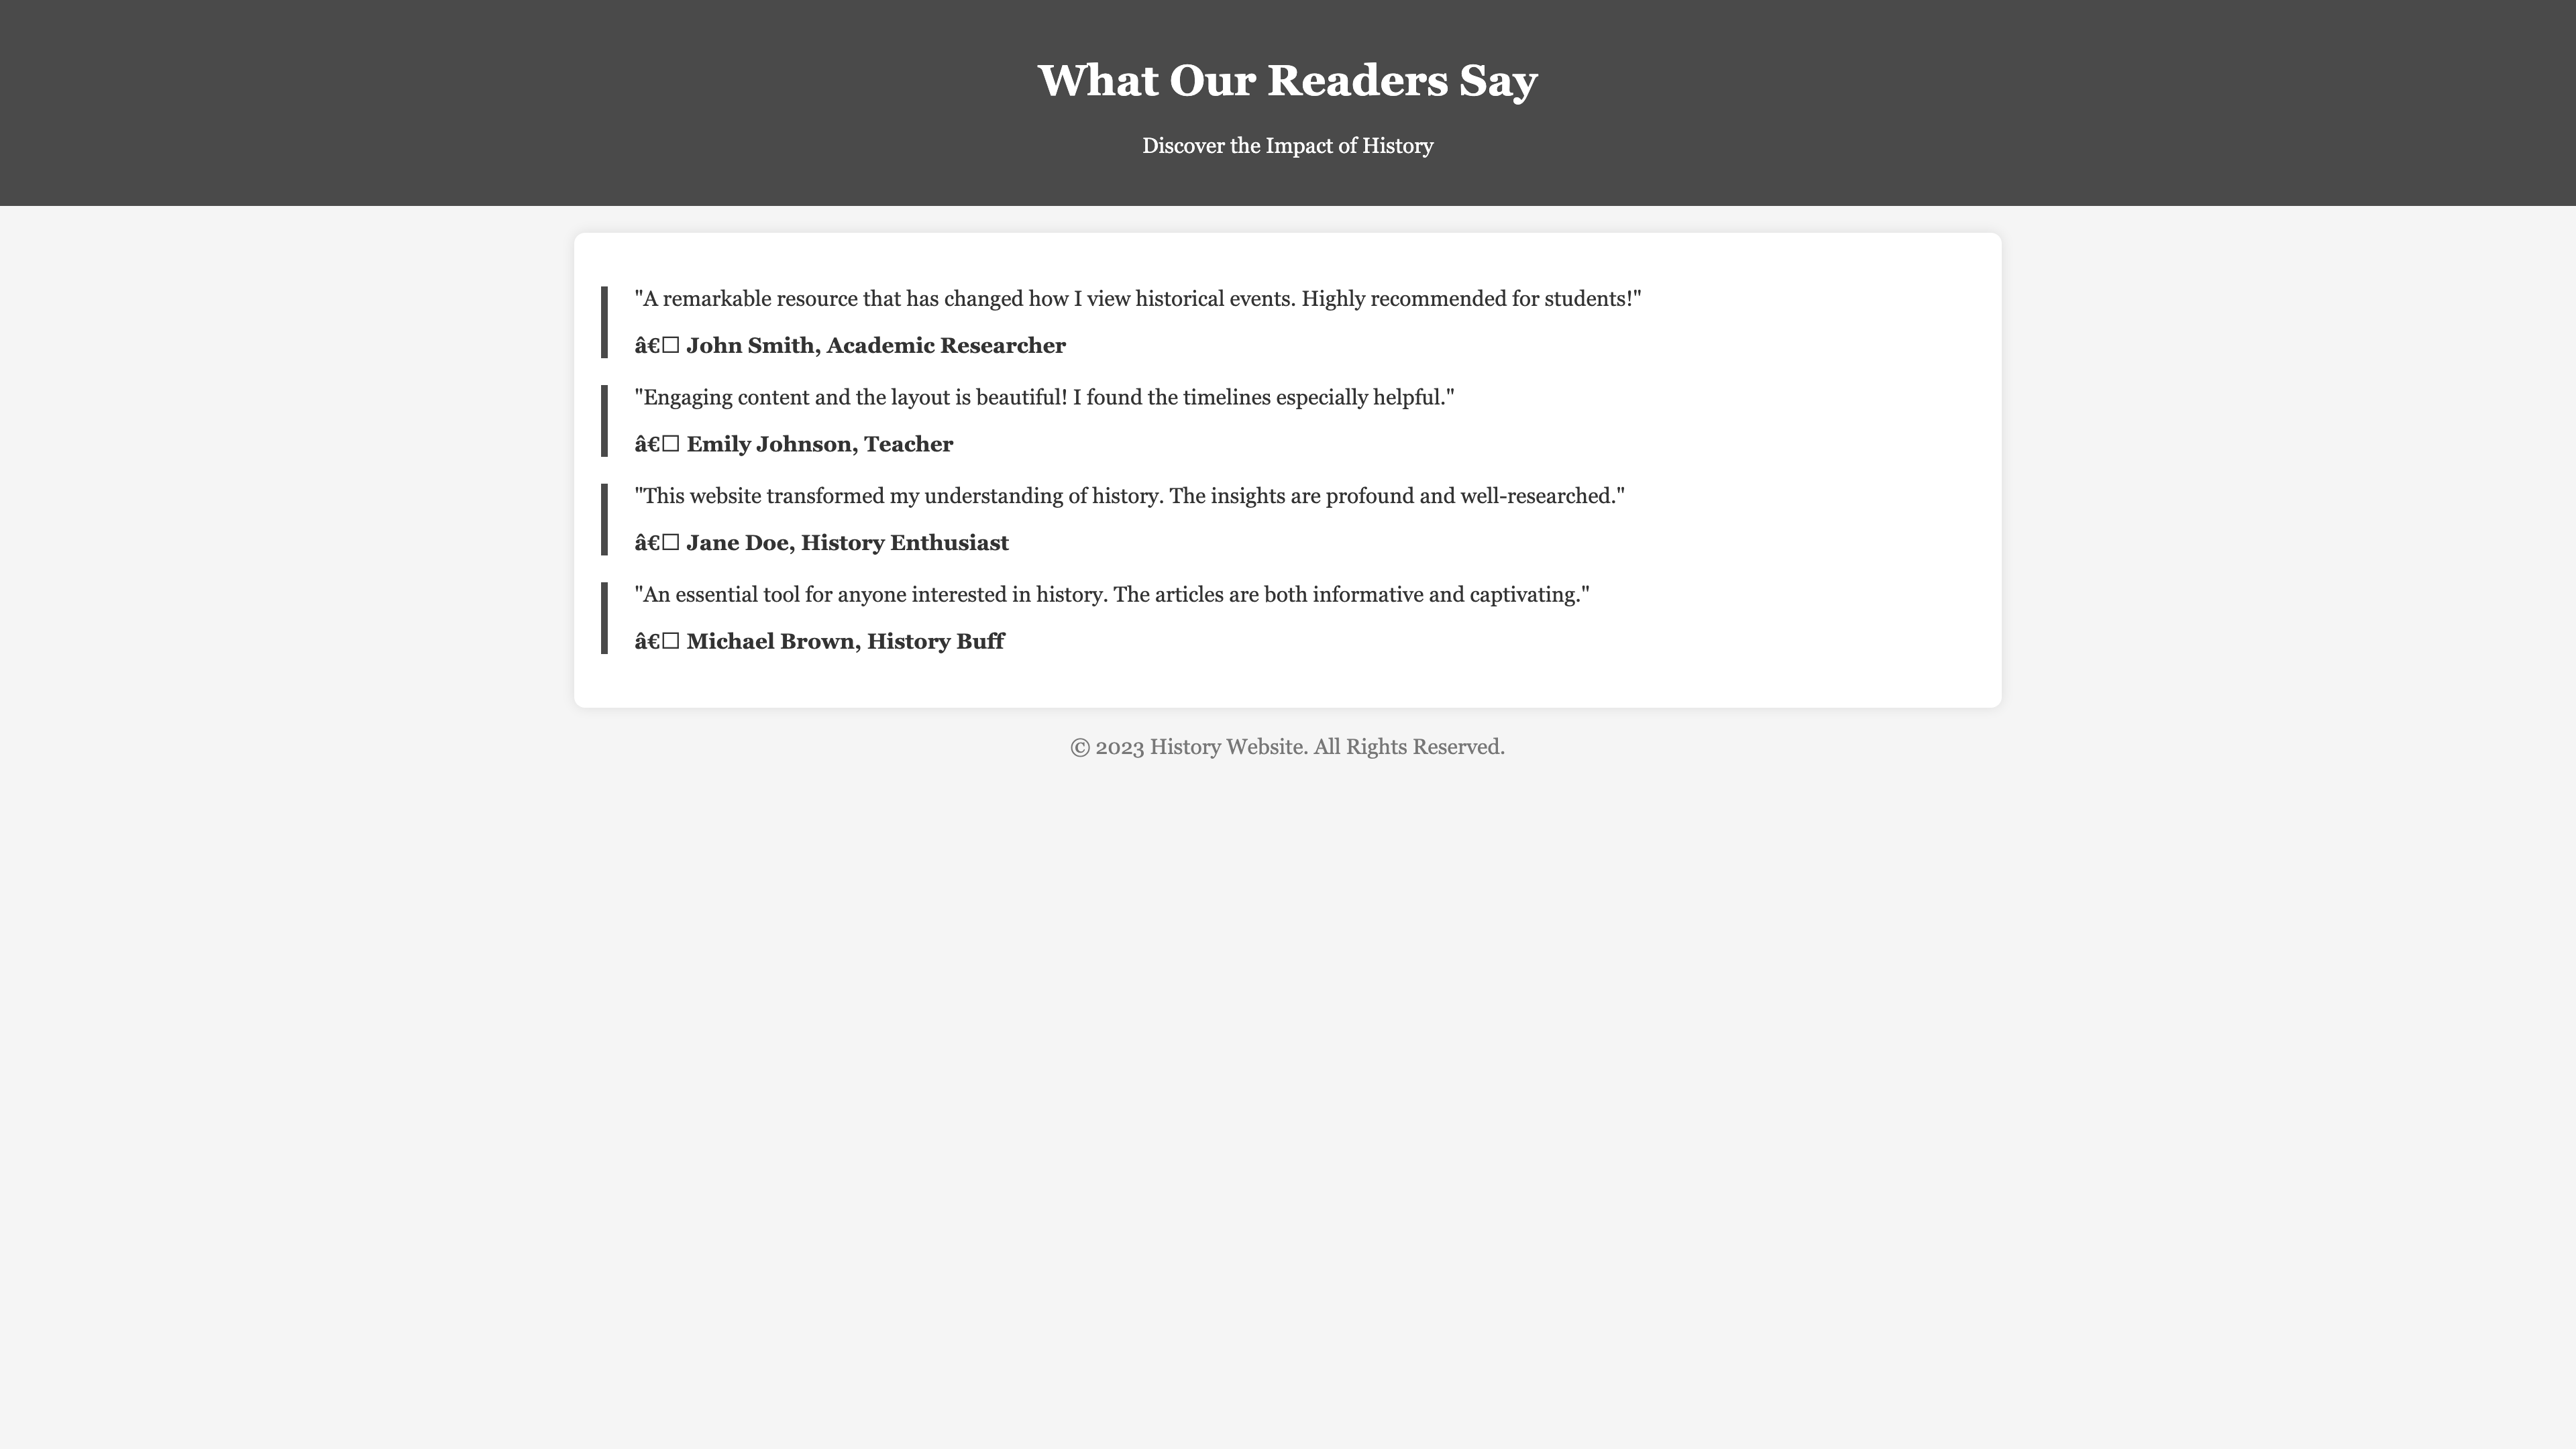 What Our Readers Say
Discover the Impact of History
"A remarkable resource that has changed how I view historical events. Highly recommended for students!"
â€□ John Smith, Academic Researcher
"Engaging content and the layout is beautiful! I found the timelines especially helpful."
â€□ Emily Johnson, Teacher
"This website transformed my understanding of history. The insights are profound and well-researched."
â€□ Jane Doe, History Enthusiast
"An essential tool for anyone interested in history. The articles are both informative and captivating."
â€□ Michael Brown, History Buff
© 2023 History Website. All Rights Reserved.